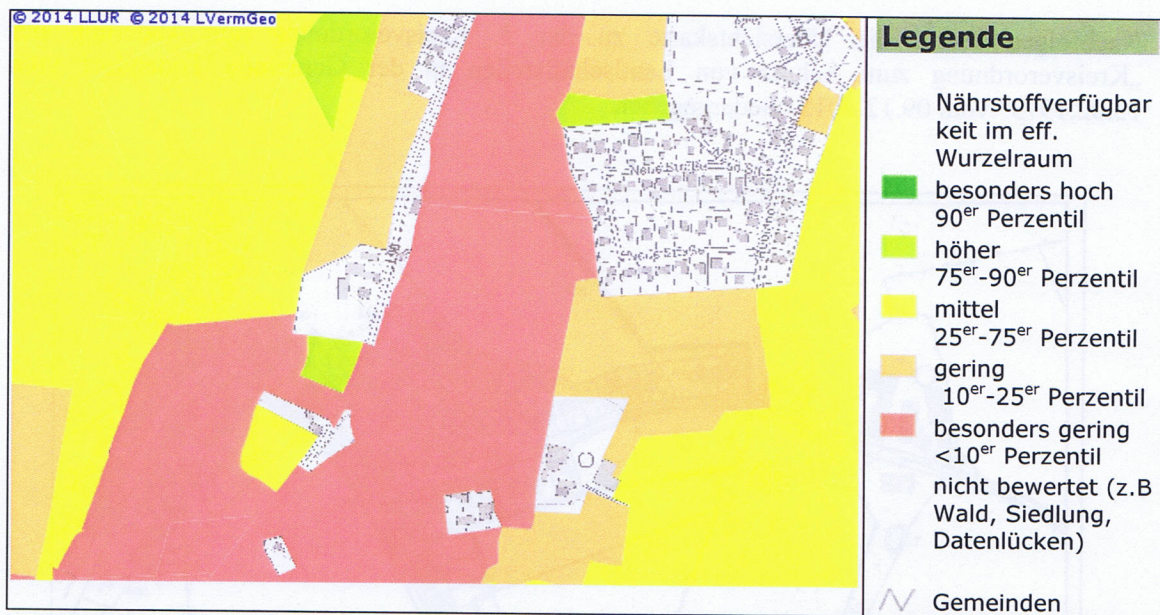 © 2014 LLUR © 2014 LVermGeo
Legende
Nährstoffverfügbar
keit im eff.
Wurzelraum
besonders hoch
90er Perzentil
höher
75er-90er Perzentil
mittel
25er-75er Perzentil
gering
10er-25er Perzentil
besonders gering
<10er Perzentil
nicht bewertet (z.B
Wald, Siedlung,
Datenlücken)
Gemeinden